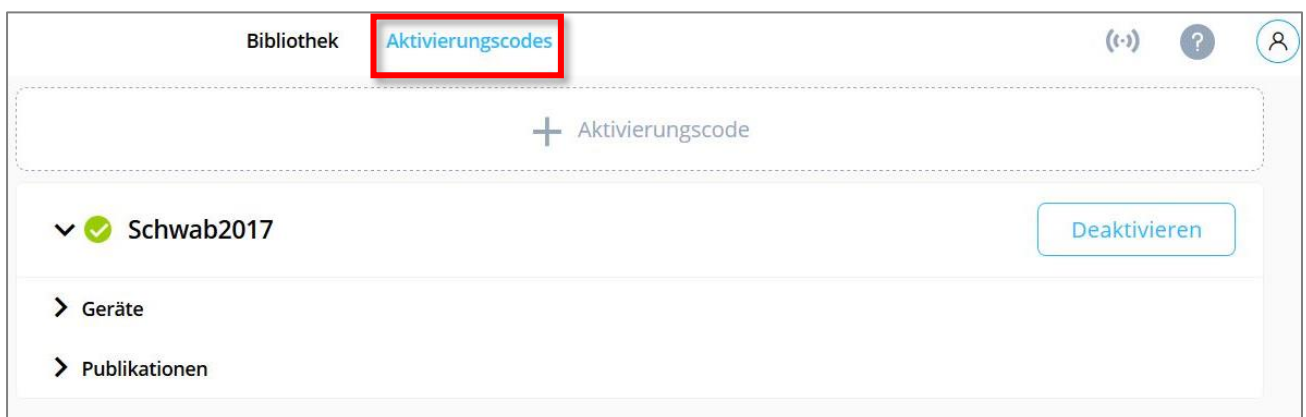 Bibliothek Aktivierungscodes ?
+ Aktivierungscode
Schwab2017 Deaktivieren
Geräte
Publikationen